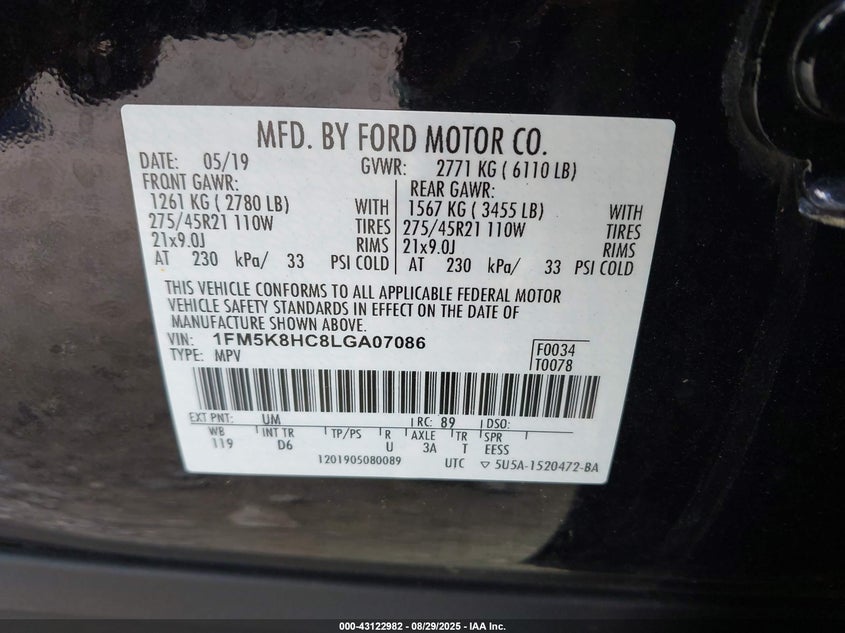 MFD. BY FORD MOTOR CO.
DATE: 05/19 GVWR: 2771 KG ( 6110 LB)
FRONT GAWR: REAR GAWR:
1261 KG ( 2780 LB) WITH 1567 KG ( 3455 LB) WITH
275/45R21 110W TIRES 275/45R21 110W TIRES
21x9.0J RIMS 21x9.0J RIMS
AT 230 kPa/ 33 PSI COLD AT 230 kPa/ 33 PSI COLD
THIS VEHICLE CONFORMS TO ALL APPLICABLE FEDERAL MOTOR
VEHICLE SAFETY STANDARDS IN EFFECT ON THE DATE OF
MANUFACTURE SHOWN ABOVE.
VIN: 1FM5K8HC8LGA07086 F0034
TYPE: MPV T0078
EXT PNT: UM RC: 89 DSO:
WB INT TR TP/PS R AXLE TR SPR
119 D6 U 3A T EESS
1201905080089 UTC ▽ 5U5A-1520472-BA
000-43122982 - 08/29/2025 - IAA Inc.